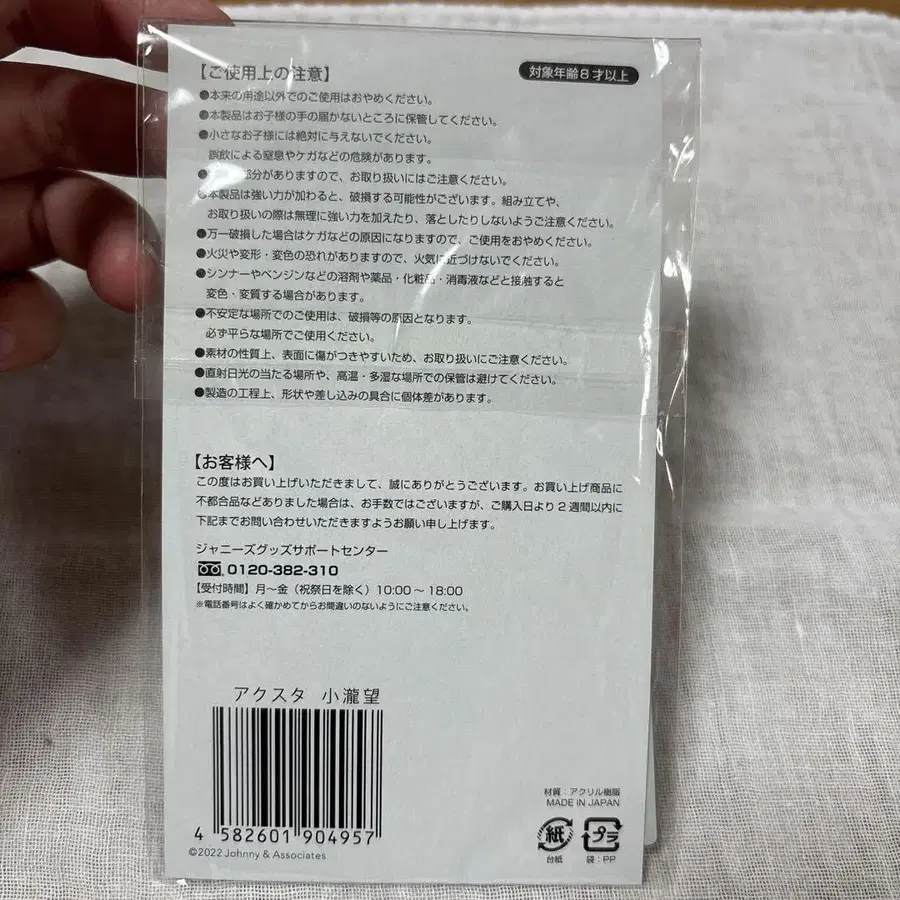 【ご使用上の注意】
対象年齢8才以上
●本来の用途以外でのご使用はおやめください。
●本製品はお子様の手の届かないところに保管してください。
●小さなお子様には絶対に与えないでください。
誤飲による窒息やケガなどの危険があります。
部分がありますので、お取り扱いにはご注意ください。
●本製品は強い力が加わると、破損する可能性がございます。組み立てや、
お取り扱いの際は無理に強い力を加えたり、落としたりしないようご注意ください。
●万一破損した場合はケガなどの原因になりますので、ご使用をおやめください。
●火災や変形・変色の恐れがありますので、火気に近づけないでください。
●シンナーやベンジンなどの溶剤や薬品・化粧品・消毒液などと接触すると
変色・変質する場合があります。
●不安定な場所でのご使用は、破損等の原因となります。
必ず平らな場所でご使用ください。
●素材の性質上、表面に傷がつきやすいため、お取り扱いにご注意ください。
●直射日光の当たる場所や、高温・多湿な場所での保管は避けてください。
●製造の工程上、形状や差し込みの具合に個体差があります。
【お客様へ】
この度はお買い上げいただきまして、誠にありがとうございます。お買い上げ商品に
不都合品などありました場合は、お手数ではございますが、ご購入日より2週間以内に
下記までお問い合わせいただきますようお願い申し上げます。
ジャニーズグッズサポートセンター
0120-382-310
【受付時間】月〜金（祝祭日を除く）10:00〜18:00
※電話番号はよく確かめてからお間違いのないようにご注意ください。
アクスタ 小瀧望
4 582601 904957
©2022 Johnny & Associates
材質：アクリル樹脂
MADE IN JAPAN
紙 プラ
台紙 袋：PP